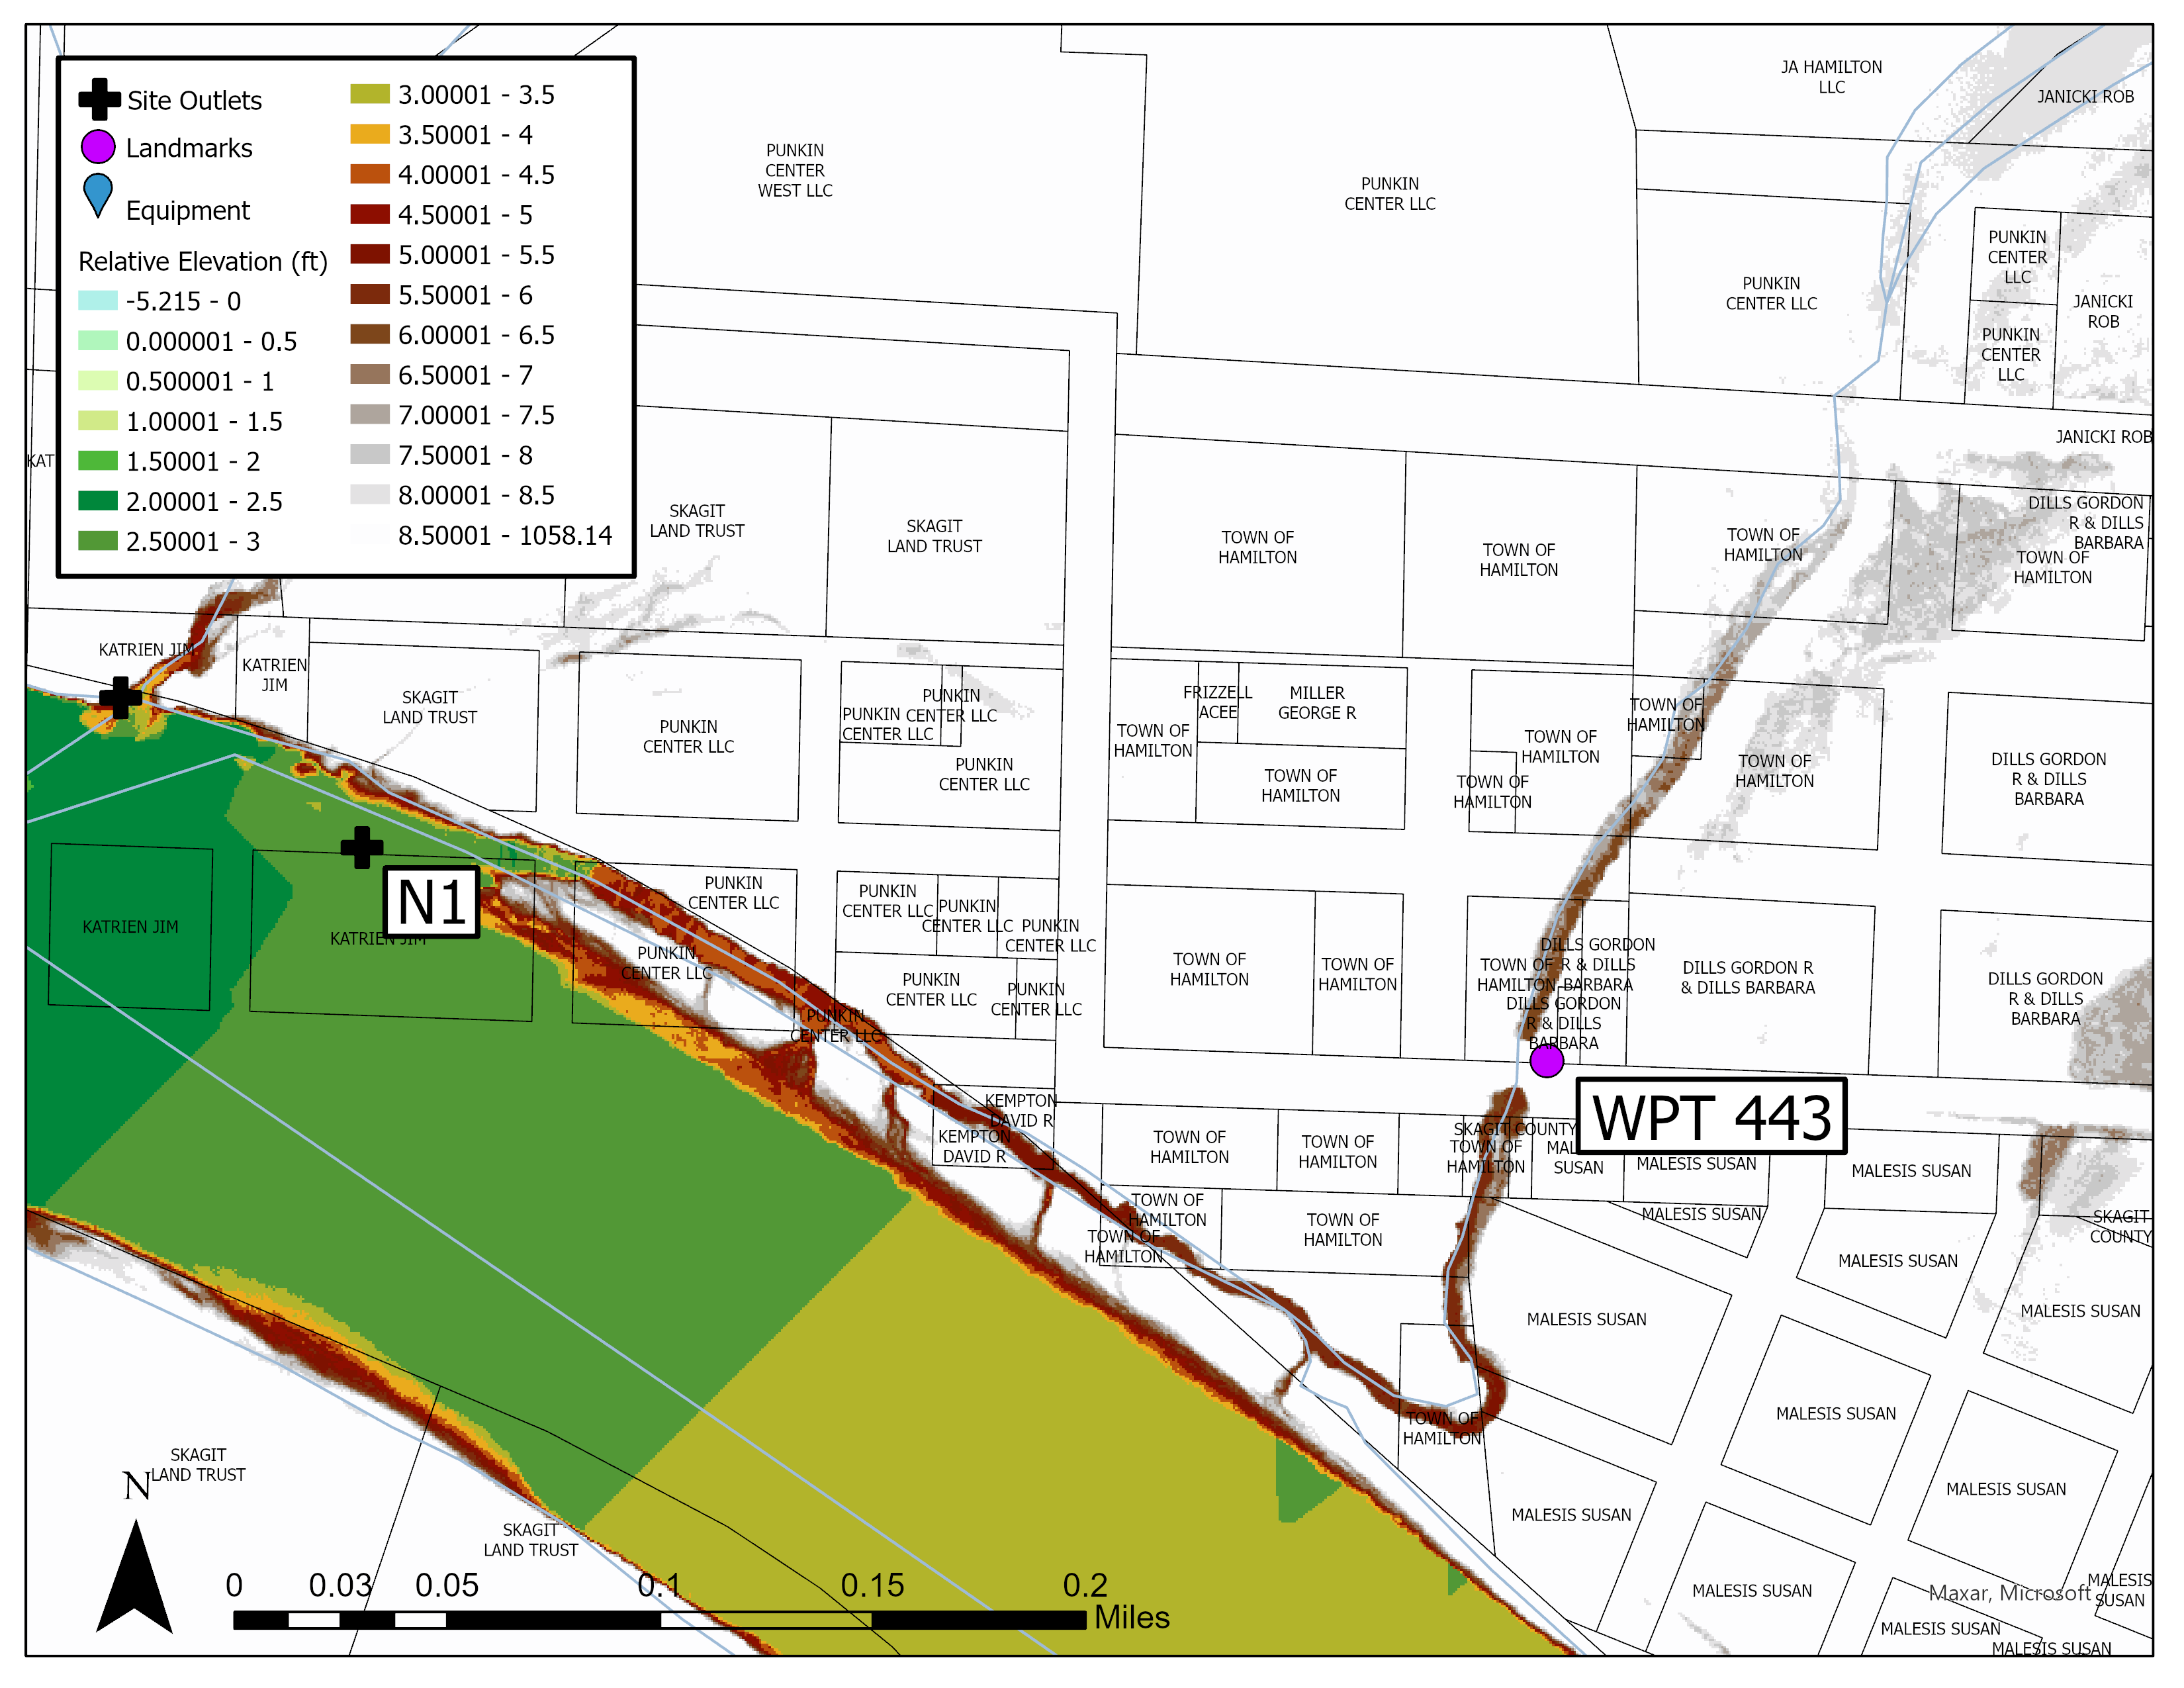 Site Outlets
Landmarks
Equipment
Relative Elevation (ft)
-5.215 - 0
0.000001 - 0.5
0.500001 - 1
1.00001 - 1.5
1.50001 - 2
2.00001 - 2.5
2.50001 - 3
3.00001 - 3.5
3.50001 - 4
4.00001 - 4.5
4.50001 - 5
5.00001 - 5.5
5.50001 - 6
6.00001 - 6.5
6.50001 - 7
7.00001 - 7.5
7.50001 - 8
8.00001 - 8.5
8.50001 - 1058.14
PUNKIN
CENTER
WEST LLC
PUNKIN
CENTER LLC
JA HAMILTON
LLC
JANICKI ROB
PUNKIN
CENTER LLC
PUNKIN
CENTER
LLC
JANICKI
ROB
PUNKIN
CENTER
LLC
JANICKI ROB
KAT
SKAGIT
LAND TRUST
SKAGIT
LAND TRUST
TOWN OF
HAMILTON
TOWN OF
HAMILTON
TOWN OF
HAMILTON
DILLS GORDON
R & DILLS
BARBARA
TOWN OF
HAMILTON
KATRIEN JIM
KATRIEN
JIM
SKAGIT
LAND TRUST
PUNKIN
CENTER LLC
PUNKIN
CENTER LLC
PUNKIN
CENTER LLC
PUNKIN
CENTER LLC
TOWN OF
HAMILTON
FRIZZELL
ACEE
MILLER
GEORGE R
TOWN OF
HAMILTON
TOWN OF
HAMILTON
TOWN OF
HAMILTON
TOWN OF
HAMILTON
TOWN OF
HAMILTON
DILLS GORDON
R & DILLS
BARBARA
N1
KATRIEN JIM
KATRIEN JIM
PUNKIN
CENTER LLC
PUNKIN
CENTER LLC
PUNKIN
CENTER LLC
PUNKIN
CENTER LLC
PUNKIN
CENTER LLC
PUNKIN
CENTER LLC
PUNKIN
CENTER LLC
PUNKIN
CENTER LLC
TOWN OF
HAMILTON
TOWN OF
HAMILTON
TOWN OF
HAMILTON
DILLS GORDON
R & DILLS
BARBARA
DILLS GORDON
R & DILLS
BARBARA
DILLS GORDON R
& DILLS BARBARA
DILLS GORDON
R & DILLS
BARBARA
WPT 443
KEMPTON
DAVID R
KEMPTON
DAVID R
TOWN OF
HAMILTON
TOWN OF
HAMILTON
SKAGIT COUNTY
TOWN OF
HAMILTON
MAL
SUSAN
MALESIS SUSAN
MALESIS SUSAN
TOWN OF
HAMILTON
TOWN OF
HAMILTON
TOWN OF
HAMILTON
MALESIS SUSAN
SKAGIT
COUNTY
MALESIS SUSAN
MALESIS SUSAN
MALESIS SUSAN
TOWN OF
HAMILTON
MALESIS SUSAN
MALESIS SUSAN
MALESIS SUSAN
MALESIS SUSAN
MALESIS
SUSAN
MALESIS SUSAN
MALESIS SUSAN
SKAGIT
LAND TRUST
SKAGIT
LAND TRUST
N
0 0.03 0.05 0.1 0.15 0.2
Miles
Maxar, Microsoft